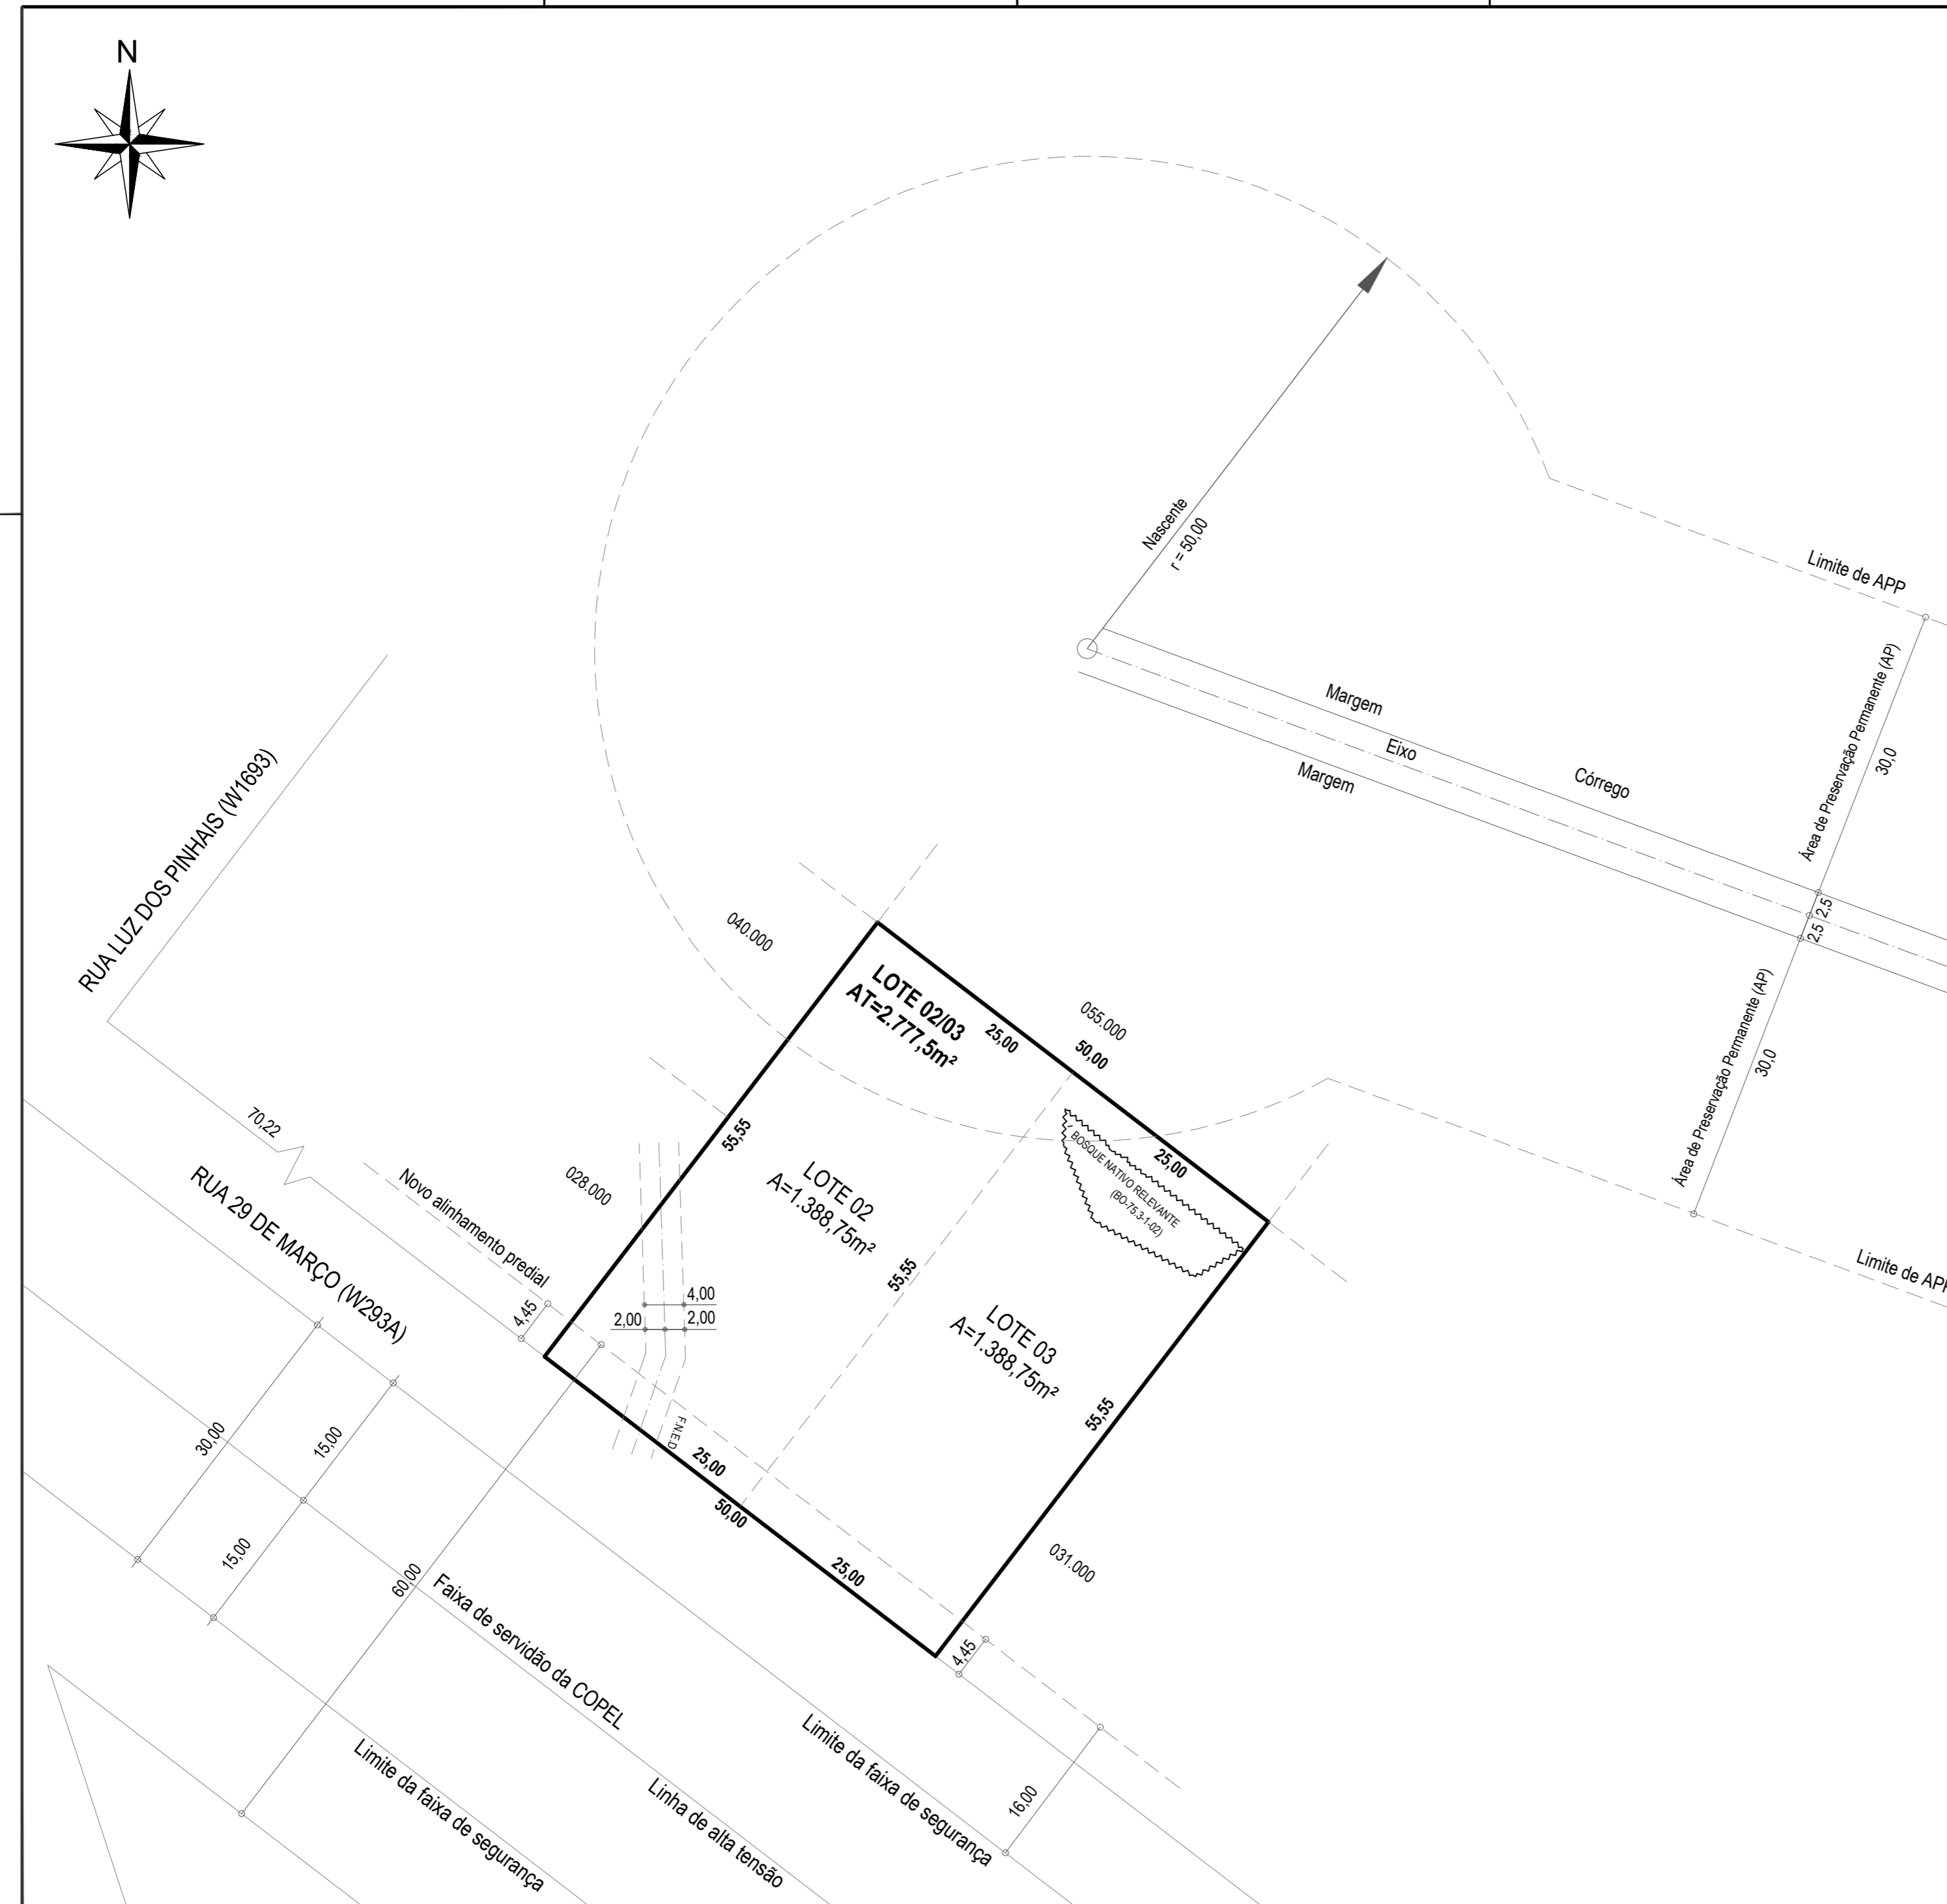 N
Nascente
r = 50,00
Limite de APP
Área de Preservação Permanente (AP)
30,0
Margem
Eixo
Margem
Córrego
2,5
2,5
Área de Preservação Permanente (AP)
30,0
Limite de APP
RUA LUZ DOS PINHAIS (W1693)
040.000
LOTE 02/03
AT=2.777,5m²
25,00
055.000
50,00
55,55
BOSQUE NATIVO RELEVANTE
(BO-75.3-1-02)
25,00
70,22
RUA 29 DE MARÇO (W293A)
Novo alinhamento predial
028.000
LOTE 02
A=1.388,75m²
55,55
4,45
4,00
2,00
2,00
LOTE 03
A=1.388,75m²
55,55
F.N.E.D
25,00
50,00
25,00
031.000
30,00
15,00
15,00
60,00
4,45
16,00
Faixa de servidão da COPEL
Limite da faixa de segurança
Linha de alta tensão
Limite da faixa de segurança